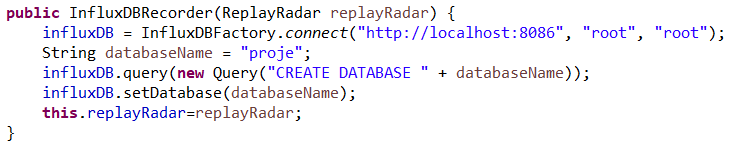 public InfluxDBRecorder(ReplayRadar replayRadar) {
    influxDB = InfluxDBFactory.connect("http://localhost:8086", "root", "root");
    String databaseName = "proje";
    influxDB.query(new Query("CREATE DATABASE " + databaseName));
    influxDB.setDatabase(databaseName);
    this.replayRadar=replayRadar;
}